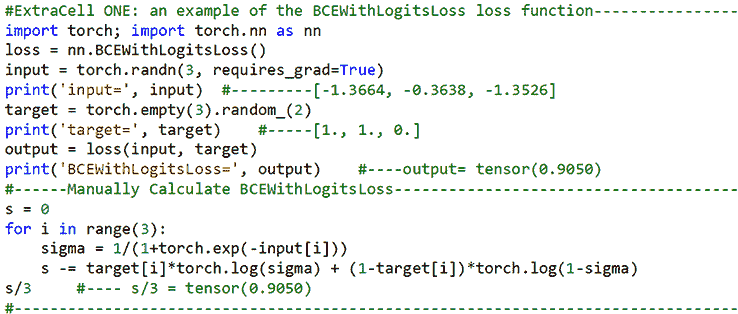 #ExtraCell ONE: an example of the BCEWithLogitsLoss loss function----------------
import torch; import torch.nn as nn
loss = nn.BCEWithLogitsLoss()
input = torch.randn(3, requires_grad=True)
print('input=', input)  #---------[-1.3664, -0.3638, -1.3526]
target = torch.empty(3).random_(2)
print('target=', target)    #-----[1., 1., 0.]
output = loss(input, target)
print('BCEWithLogitsLoss=', output)    #----output= tensor(0.9050)
#------Manually Calculate BCEWithLogitsLoss--------------------------------------
s = 0
for i in range(3):
    sigma = 1/(1+torch.exp(-input[i]))
    s -= target[i]*torch.log(sigma) + (1-target[i])*torch.log(1-sigma)
s/3     #---- s/3 = tensor(0.9050)
#--------------------------------------------------------------------------------